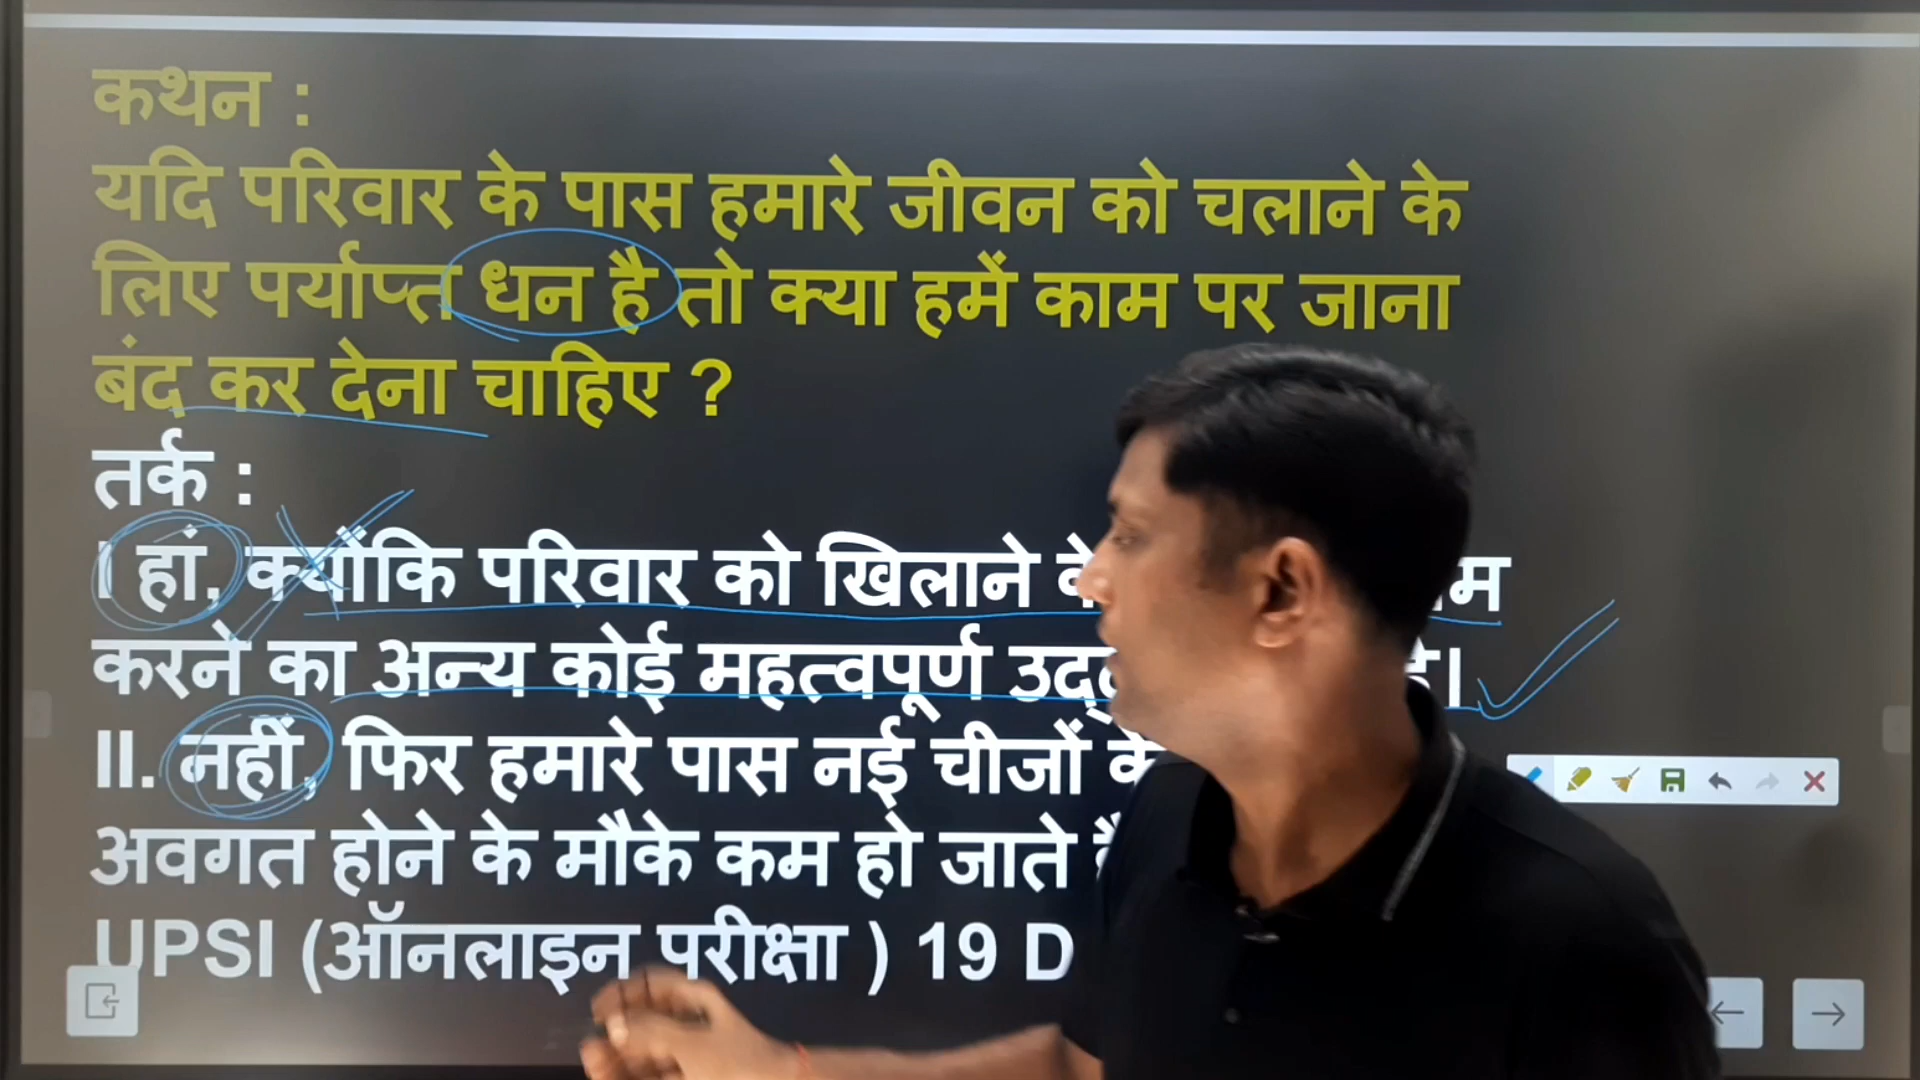 कथन :
यदि परिवार के पास हमारे जीवन को चलाने के
लिए पर्याप्त धन है तो क्या हमें काम पर जाना
बंद कर देना चाहिए ?
तर्क :
I हां, क्योंकि परिवार को खिलाने
करने का अन्य कोई महत्वपूर्ण
II. नहीं, फिर हमारे पास नई चीजों
अवगत होने के मौके कम हो जाते
UPSI (ऑनलाइन परीक्षा ) 19 D